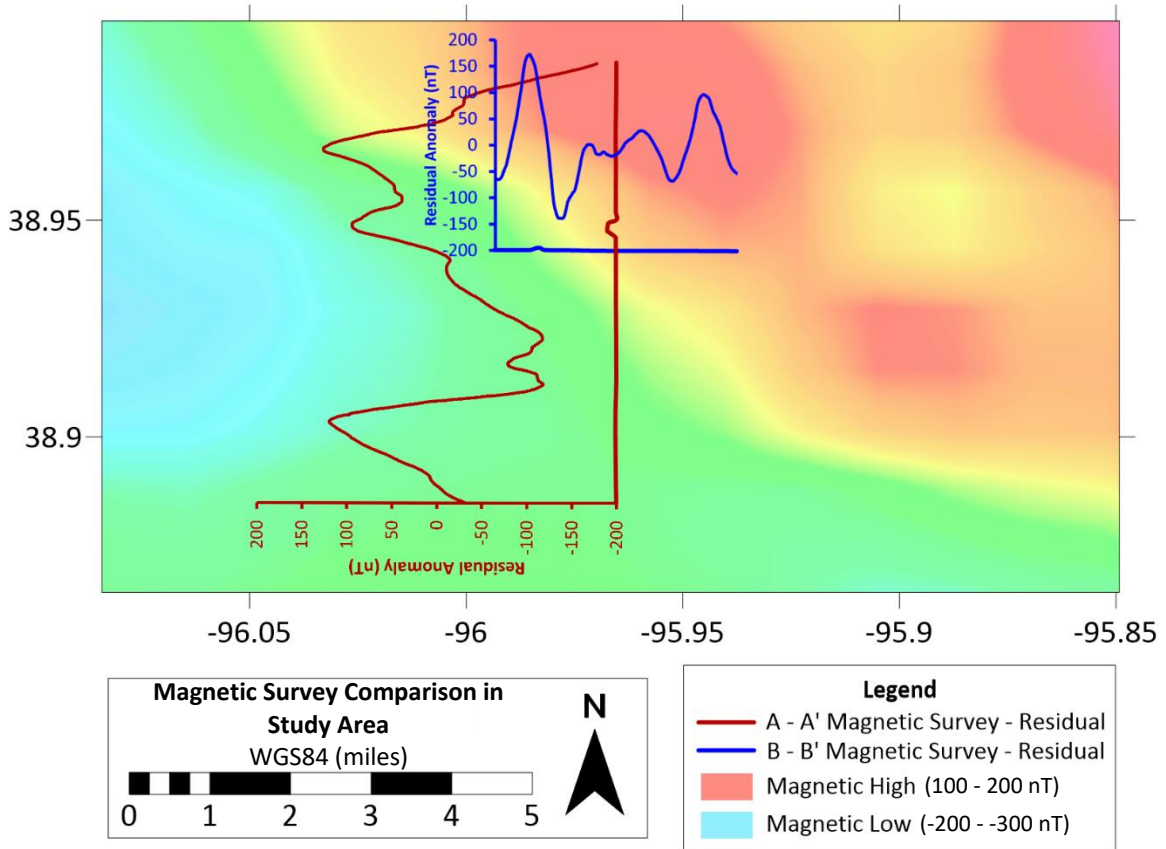 200
150
100
50
0
-50
-100
-150
-200
Residual Anomaly (nT)
38.95
38.9
200
150
100
50
0
-50
-100
-150
-200
Residual Anomaly (nT)
-96.05
-96
-95.95
-95.9
-95.85
Magnetic Survey Comparison in
Study Area
WGS84 (miles)
0
1
2
3
4
5
N
Legend
A - A' Magnetic Survey - Residual
B - B' Magnetic Survey - Residual
Magnetic High (100 - 200 nT)
Magnetic Low (-200 - -300 nT)